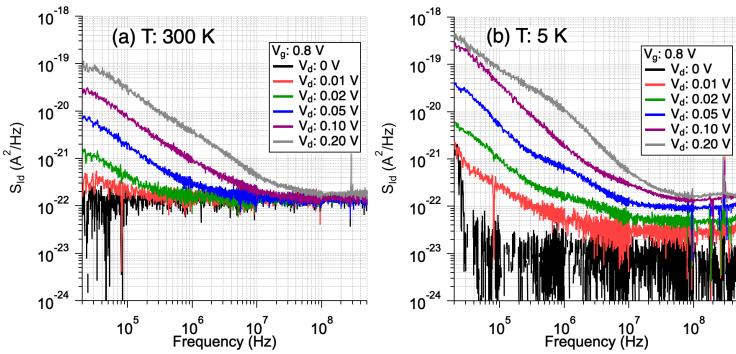 (a) T: 300 K
V_g: 0.8 V
V_d: 0 V
V_d: 0.01 V
V_d: 0.02 V
V_d: 0.05 V
V_d: 0.10 V
V_d: 0.20 V
10^-18
10^-19
10^-20
10^-21
10^-22
10^-23
10^-24
S_Id (A^2/Hz)
10^5
10^6
10^7
10^8
Frequency (Hz)
(b) T: 5 K
V_g: 0.8 V
V_d: 0 V
V_d: 0.01 V
V_d: 0.02 V
V_d: 0.05 V
V_d: 0.10 V
V_d: 0.20 V
10^-18
10^-19
10^-20
10^-21
10^-22
10^-23
10^-24
S_Id (A^2/Hz)
10^5
10^6
10^7
10^8
Frequency (Hz)